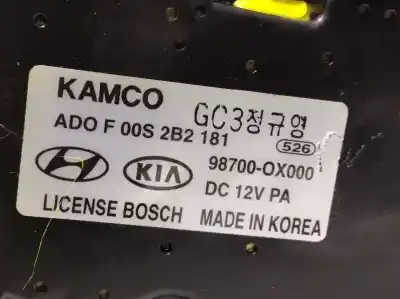 KAMCO GC3정규영
ADO F 00S 2B2 181 526
KIA 98700-OX000
DC 12V PA
LICENSE BOSCH MADE IN KOREA